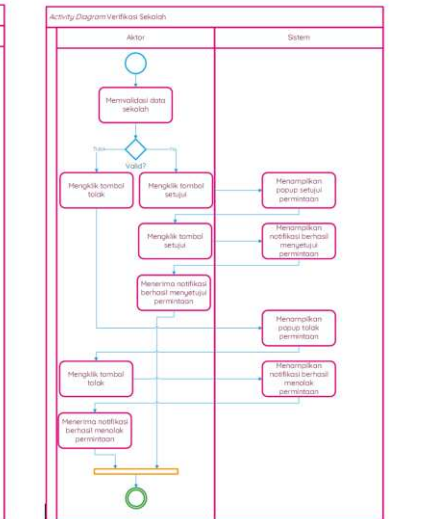 Activity Diagram Verifikasi Sekolah
Aktor
Sistem
Memvalidasi data
sekolah
Valid?
Mengklik tombol
tolak
Mengklik tombol
setujui
Menampilkan
popup setujui
permintaan
Mengklik tombol
setujui
Menampilkan
notifikasi berhasil
menyetujui
permintaan
Menerima notifikasi
berhasil menyetujui
permintaan
Menampilkan
popup tolak
permintaan
Mengklik tombol
tolak
Menampilkan
notifikasi berhasil
menolak
permintaan
Menerima notifikasi
berhasil menolak
permintaan